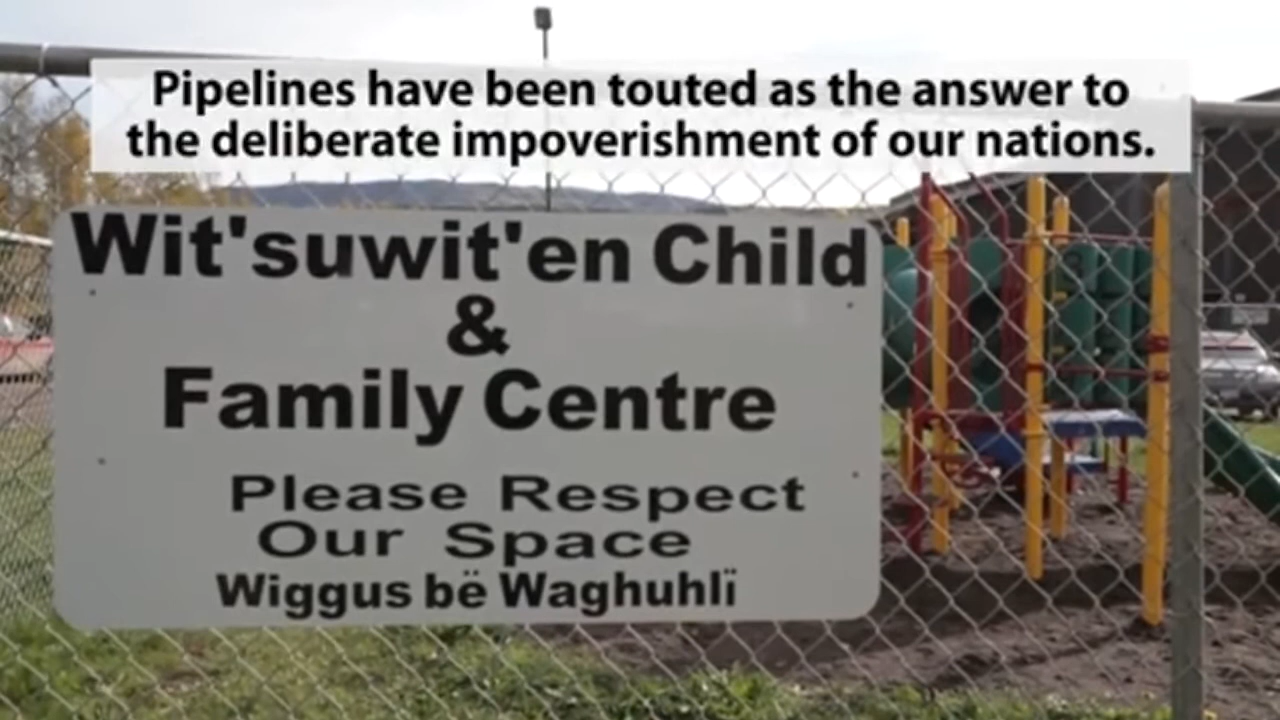 Pipelines have been touted as the answer to
the deliberate impoverishment of our nations.
Wit'suwit'en Child
&
Family Centre
Please Respect
Our Space
Wiggus bë Waghuhlï